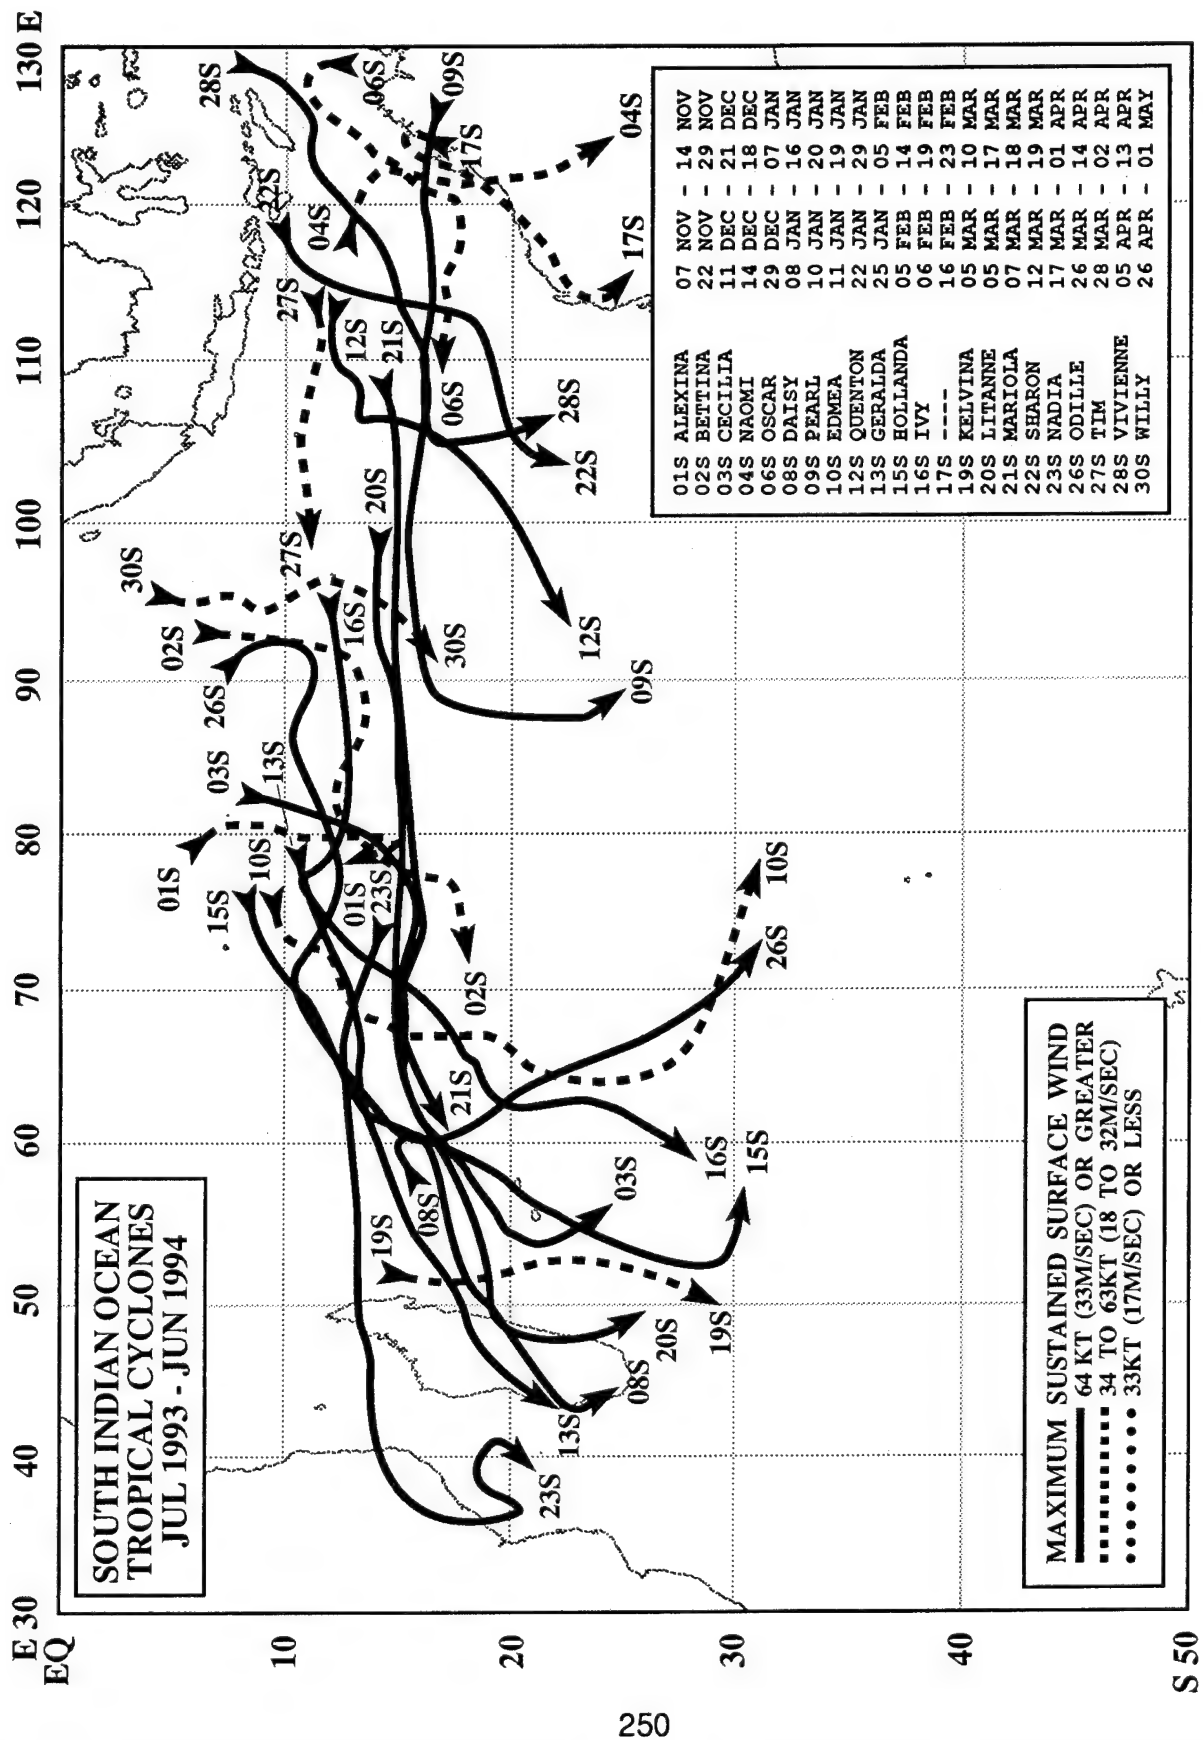 SOUTH INDIAN OCEAN
TROPICAL CYCLONES
JUL 1993 - JUN 1994
E 30
40
50
60
70
80
90
100
110
120
130 E
EQ
10
20
30
40
S 50
01S
15S
10S
03S
13S
26S
02S
30S
27S
16S
20S
27S
12S
21S
04S
22S
28S
06S
09S
17S
04S
17S
06S
28S
22S
12S
09S
30S
01S
23S
02S
10S
26S
21S
16S
15S
03S
08S
19S
19S
20S
08S
13S
23S
01S ALEXINA 07 NOV - 14 NOV
02S BETTINA 22 NOV - 29 NOV
03S CECILIA 11 DEC - 21 DEC
04S NAOMI 14 DEC - 18 DEC
06S OSCAR 29 DEC - 07 JAN
08S DAISY 08 JAN - 16 JAN
09S PEARL 10 JAN - 20 JAN
10S EDMEA 11 JAN - 19 JAN
12S QUENTON 22 JAN - 29 JAN
13S GERALDA 25 JAN - 05 FEB
15S HOLLANDA 05 FEB - 14 FEB
16S IVY 06 FEB - 19 FEB
17S ---- 16 FEB - 23 FEB
19S KELVINA 05 MAR - 10 MAR
20S LITANNE 05 MAR - 17 MAR
21S MARIOLA 07 MAR - 18 MAR
22S SHARON 12 MAR - 19 MAR
23S NADIA 17 MAR - 01 APR
26S ODILE 26 MAR - 14 APR
27S TIM 28 MAR - 02 APR
28S VIVIENNE 05 APR - 13 APR
30S WILLY 26 APR - 01 MAY
MAXIMUM SUSTAINED SURFACE WIND
64 KT (33M/SEC) OR GREATER
34 TO 63KT (18 TO 32M/SEC)
33KT (17M/SEC) OR LESS
250